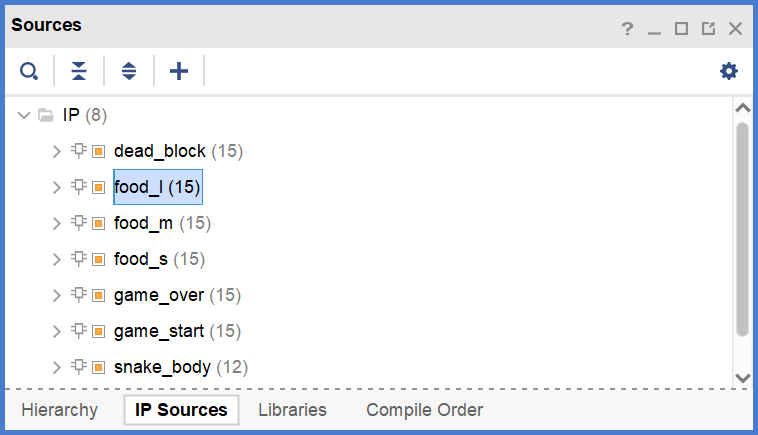 Sources
?
IP (8)
dead_block (15)
food_l (15)
food_m (15)
food_s (15)
game_over (15)
game_start (15)
snake_body (12)
Hierarchy IP Sources Libraries Compile Order